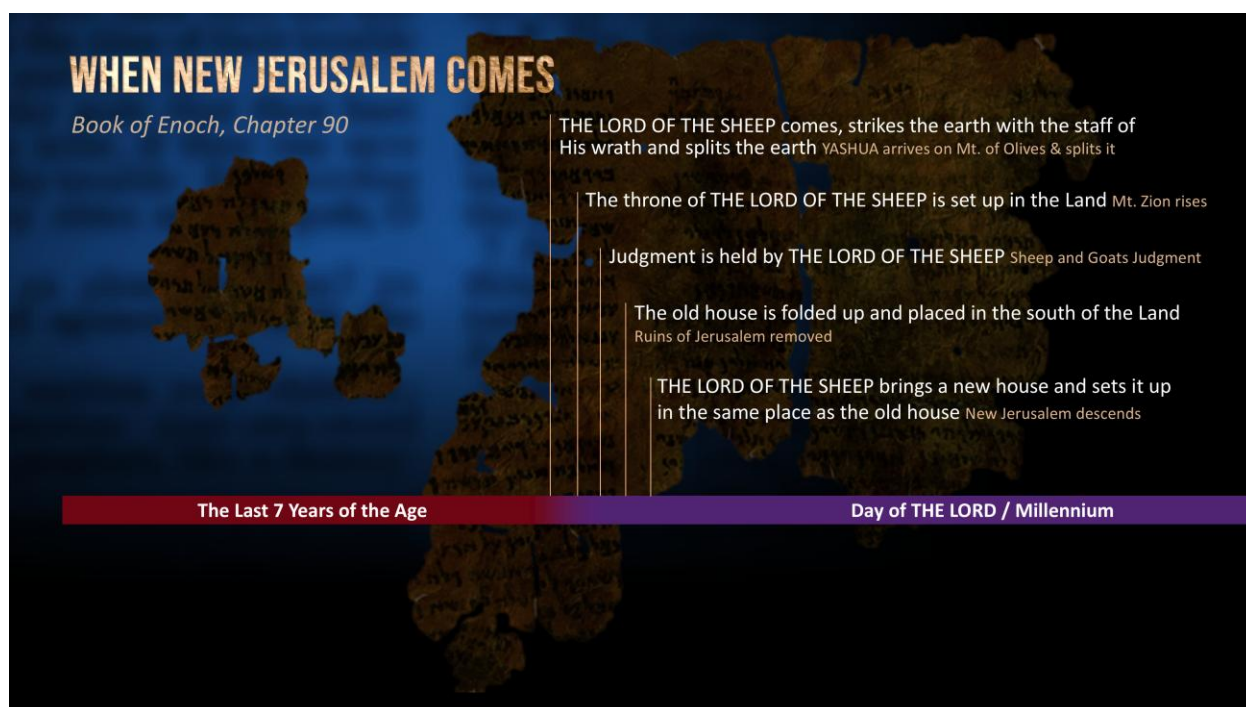 WHEN NEW JERUSALEM COMES
Book of Enoch, Chapter 90
THE LORD OF THE SHEEP comes, strikes the earth with the staff of
His wrath and splits the earth YASHUA arrives on Mt. of Olives & splits it
The throne of THE LORD OF THE SHEEP is set up in the Land Mt. Zion rises
Judgment is held by THE LORD OF THE SHEEP Sheep and Goats Judgment
The old house is folded up and placed in the south of the Land
Ruins of Jerusalem removed
THE LORD OF THE SHEEP brings a new house and sets it up
in the same place as the old house New Jerusalem descends
The Last 7 Years of the Age
Day of THE LORD / Millennium